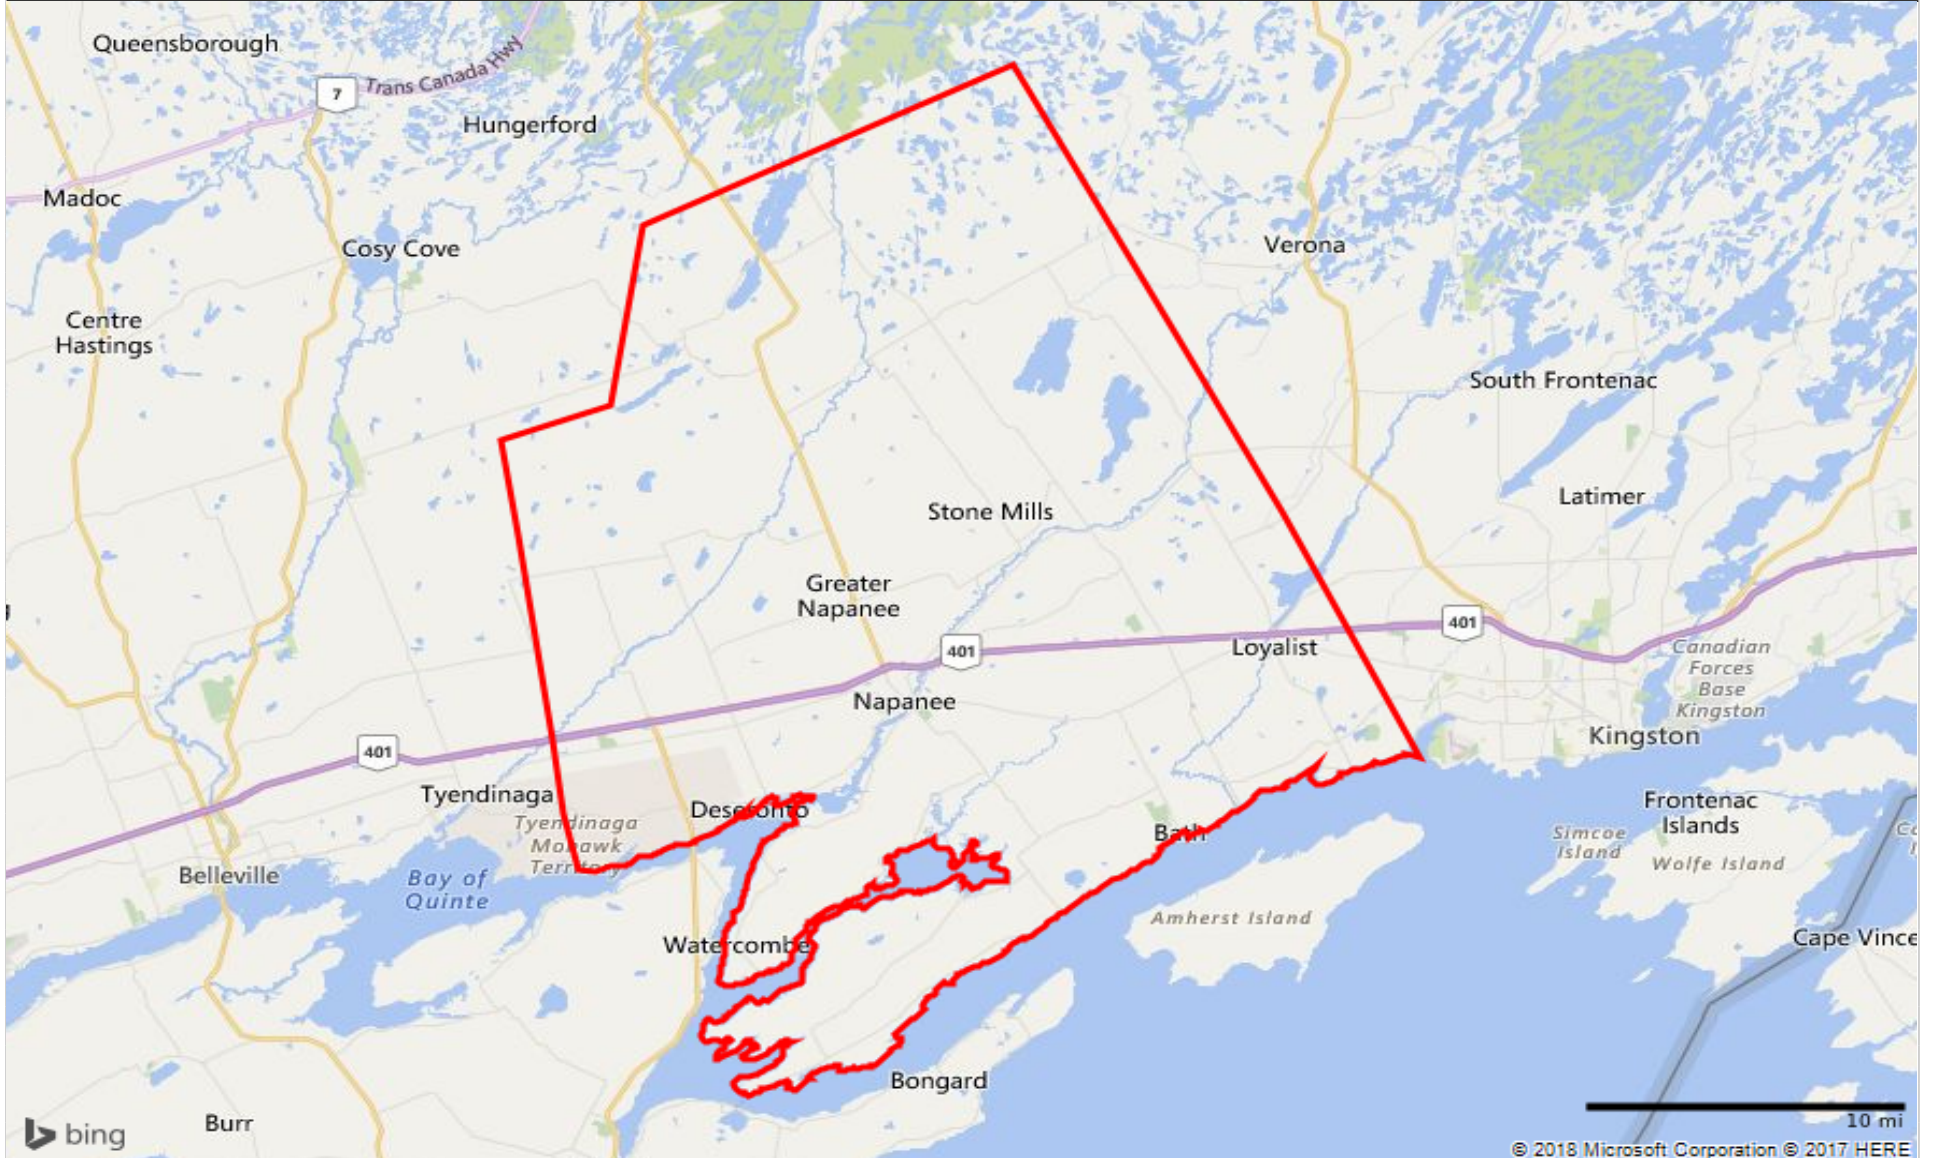 Queensborough
Trans Canada Hwy
7
Hungerford
Madoc
Cosy Cove
Verona
Centre
Hastings
South Frontenac
Latimer
Stone Mills
Greater
Napanee
401
401
Loyalist
Canadian
Forces
Base
Kingston
Napanee
Kingston
401
Tyendinaga
Deseronto
Tyendinaga
Mohawk
Territory
Frontenac
Islands
Simcoe
Island
Wolfe Island
Bath
Belleville
Bay of
Quinte
Amherst Island
Watercombe
Cape Vince
Bongard
Burr
bing
10 mi
© 2018 Microsoft Corporation © 2017 HERE